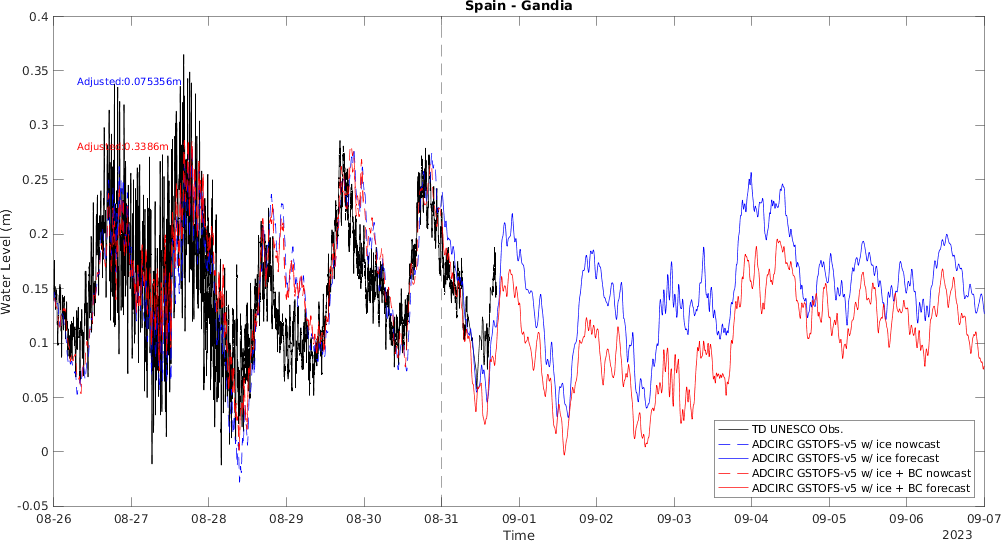 Spain - Gandia
0.4
0.35
0.3
0.25
0.2
0.15
0.1
0.05
0
-0.05
Water Level (m)
Adjusted:0.075356m
Adjusted:0.3386m
TD UNESCO Obs.
ADCIRC GSTOFS-v5 w/ ice nowcast
ADCIRC GSTOFS-v5 w/ ice forecast
ADCIRC GSTOFS-v5 w/ ice + BC nowcast
ADCIRC GSTOFS-v5 w/ ice + BC forecast
08-26 08-27 08-28 08-29 08-30 08-31 09-01 09-02 09-03 09-04 09-05 09-06 09-07
Time
2023